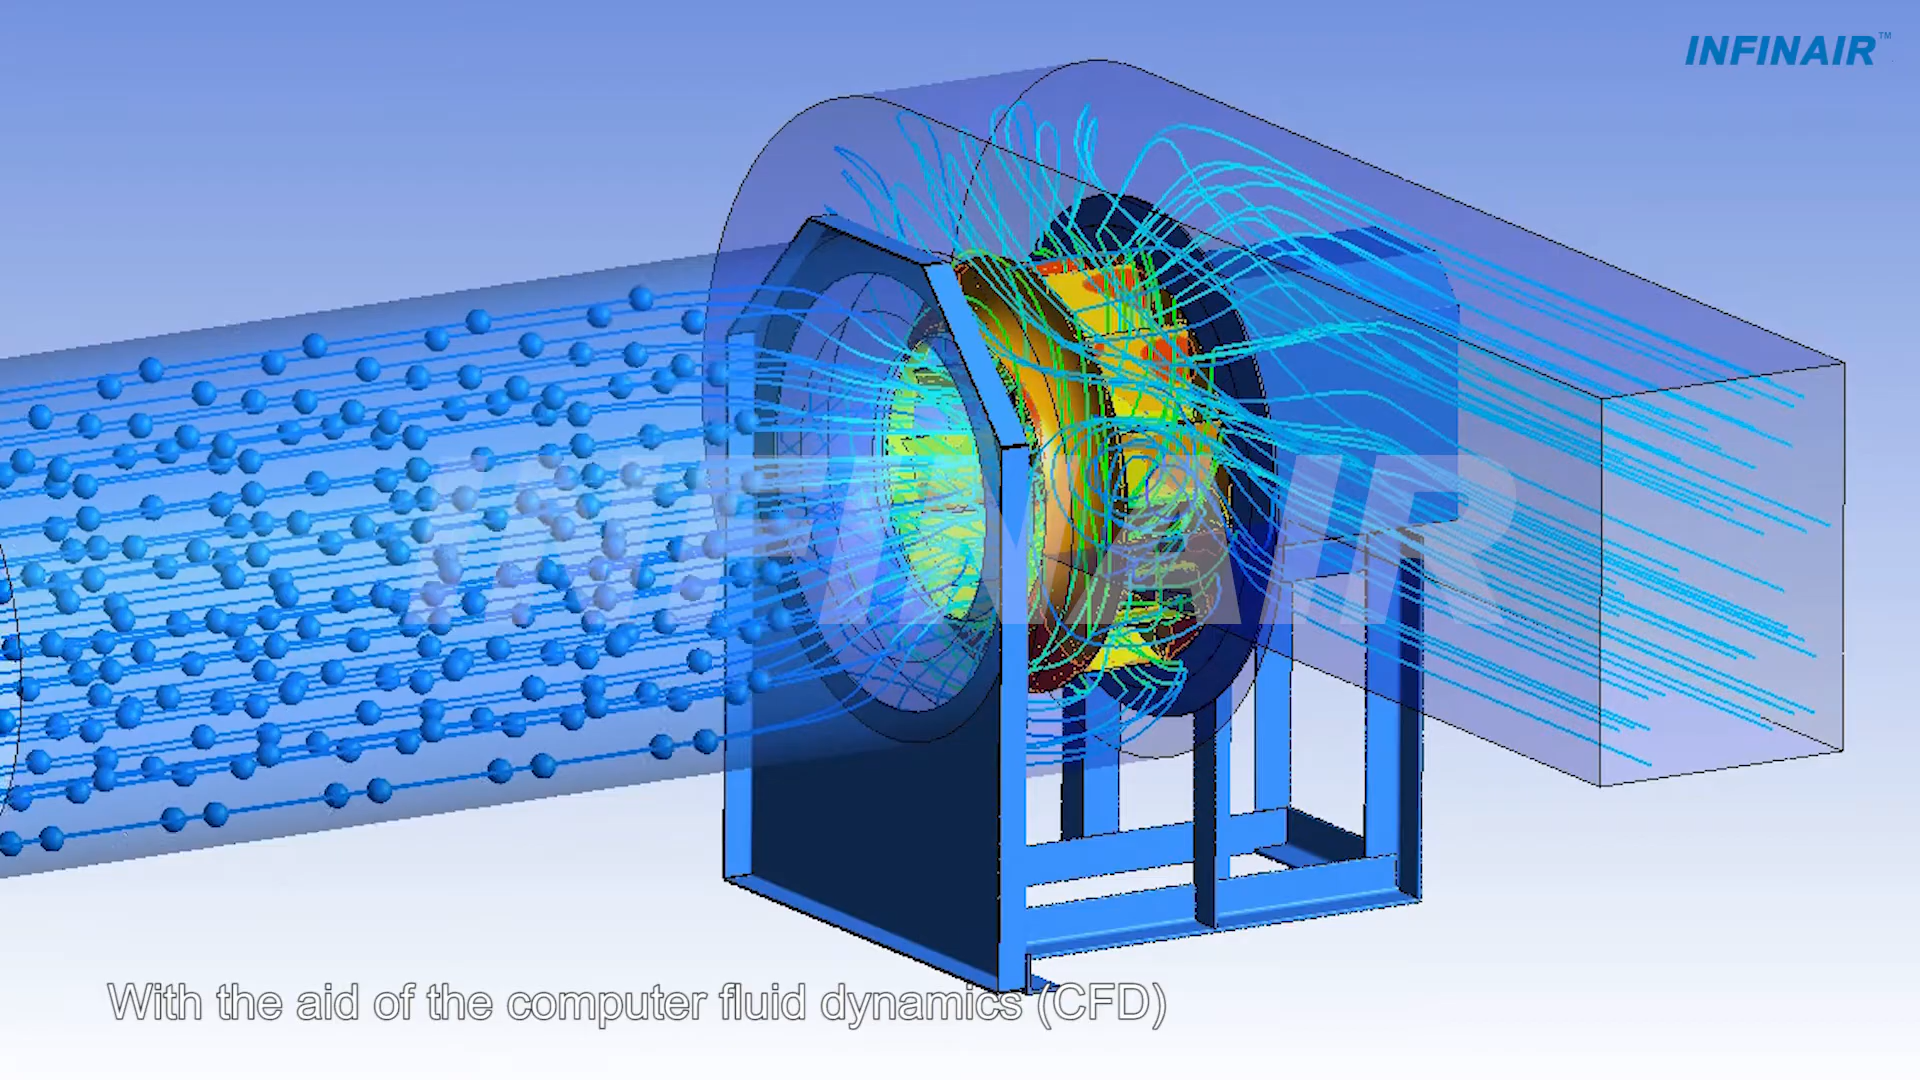 INFINAIR™
INFINAIR
With the aid of the computer fluid dynamics (CFD)